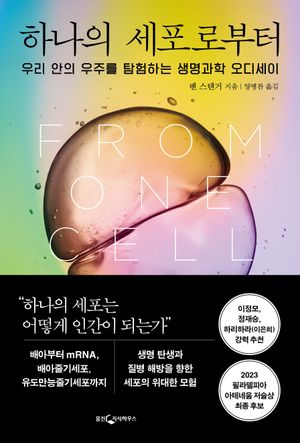 하나의 세포로부터
우리 안의 우주를 탐험하는 생명과학 오디세이
벤 스탠거 지음 | 양병찬 옮김
FROM
ONE
CELL
“하나의 세포는
어떻게 인간이 되는가”
배아부터 mRNA,
배아줄기세포,
유도만능줄기세포까지
생명 탄생과
질병 해방을 향한
세포의 위대한 모험
이정모,
정재승,
하리하라(이은희)
강력 추천
2023
필라델피아
아테네움 저술상
최종 후보
웅진 지식하우스